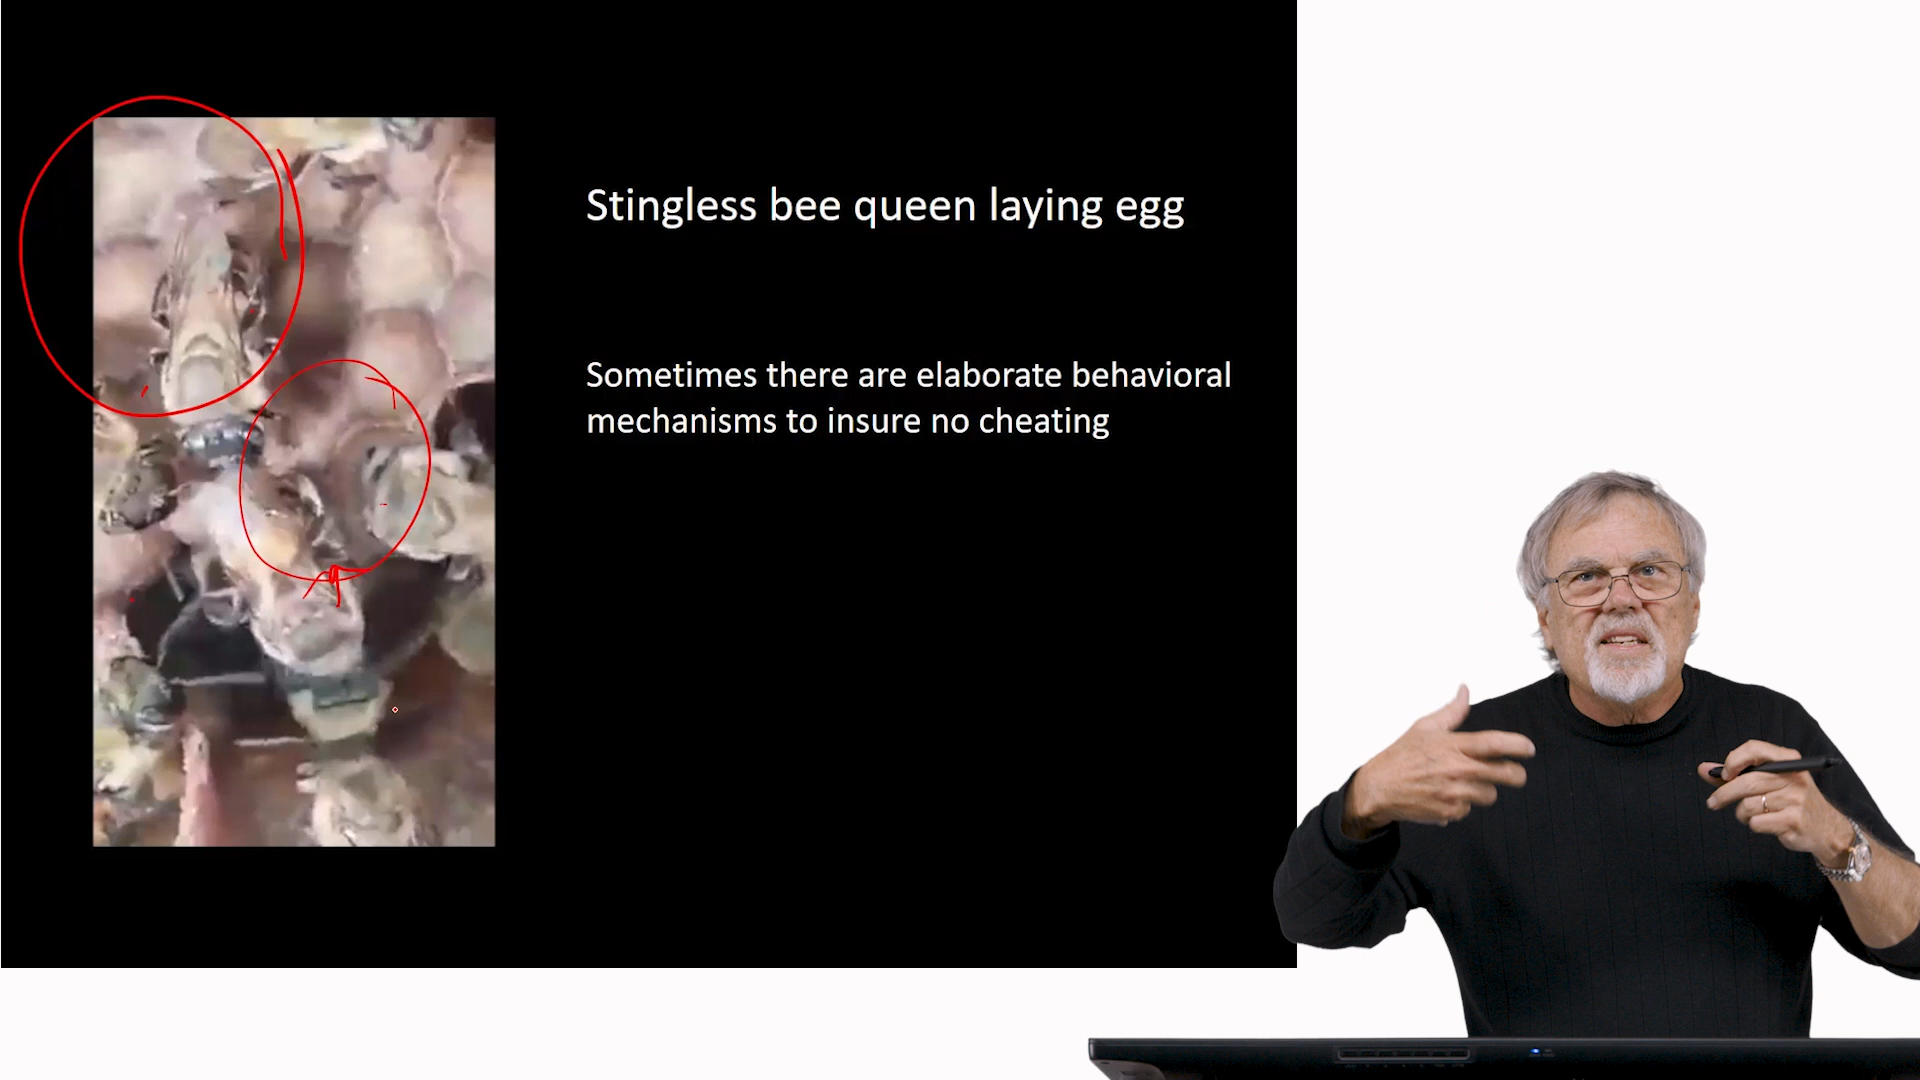 Stingless bee queen laying egg
Sometimes there are elaborate behavioral
mechanisms to insure no cheating